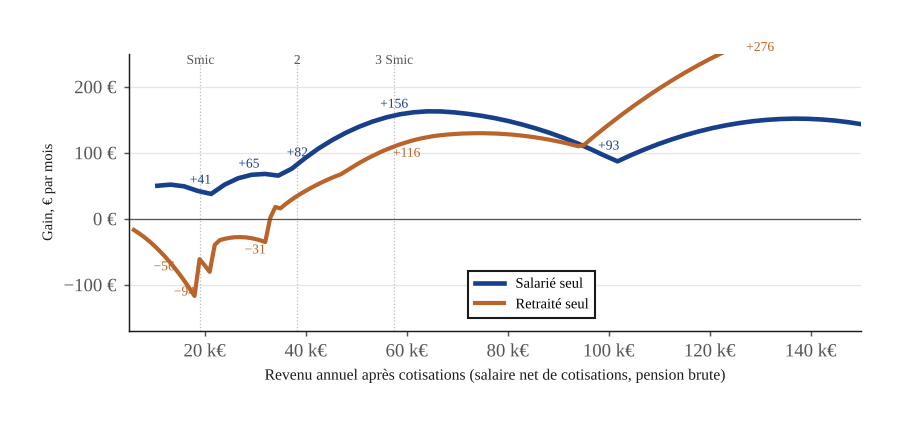 +276
Smic
2
3 Smic
200 €
+156
+82
+93
100 €
+116
+65
+41
0 €
−31
−56
−100 €
Salarié seul
Retraité seul
20 k€
40 k€
60 k€
80 k€
100 k€
120 k€
140 k€
Revenu annuel après cotisations (salaire net de cotisations, pension brute)
Gain, € par mois